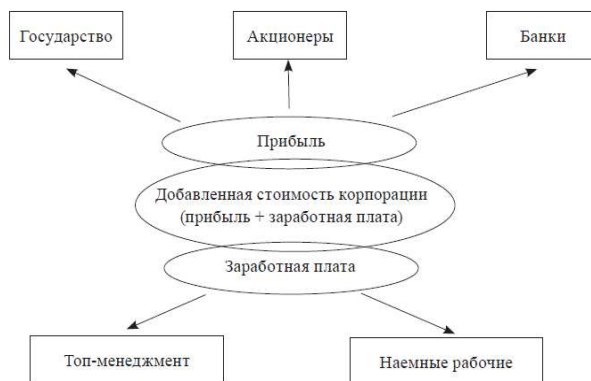 Государство
Акционеры
Банки
Прибыль
Добавленная стоимость корпорации
(прибыль + заработная плата)
Заработная плата
Топ-менеджмент
Наемные рабочие